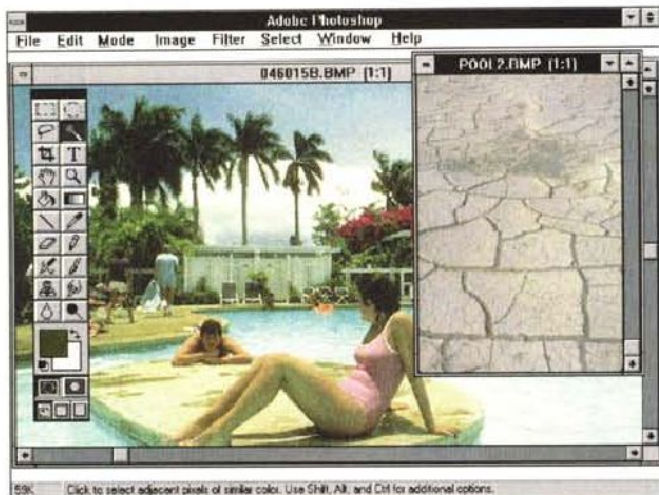 Adobe Photoshop
File Edit Mode Image Filter Select Window Help
046015B.BMP (1:1)
POOL2.BMP (1:1)
T
59K Click to select adjacent pixels of similar color. Use Shift, Alt, and Ctrl for additional options.